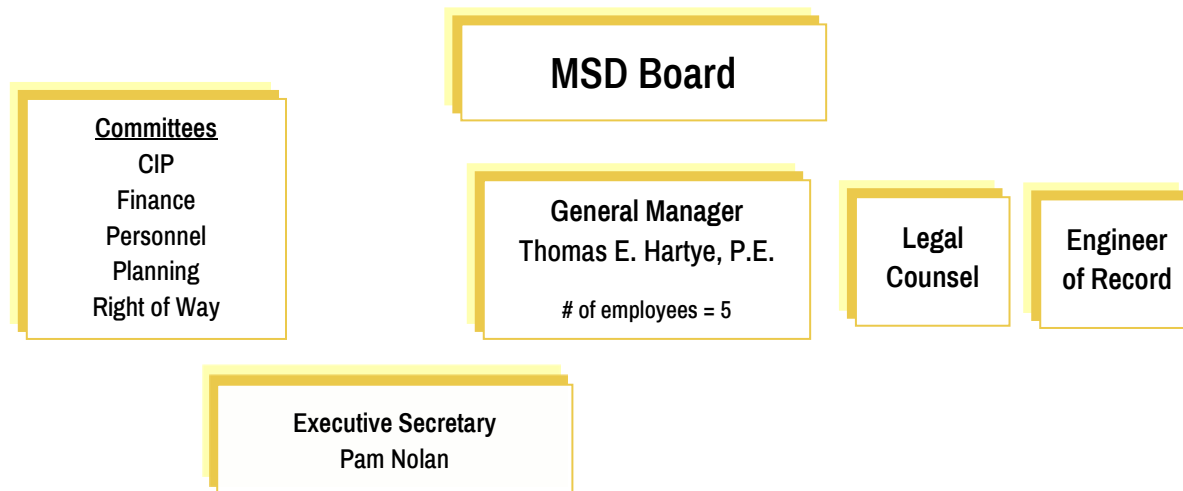 MSD Board
Committees
CIP
Finance
Personnel
Planning
Right of Way
General Manager
Thomas E. Hartye, P.E.
# of employees = 5
Legal
Counsel
Engineer
of Record
Executive Secretary
Pam Nolan